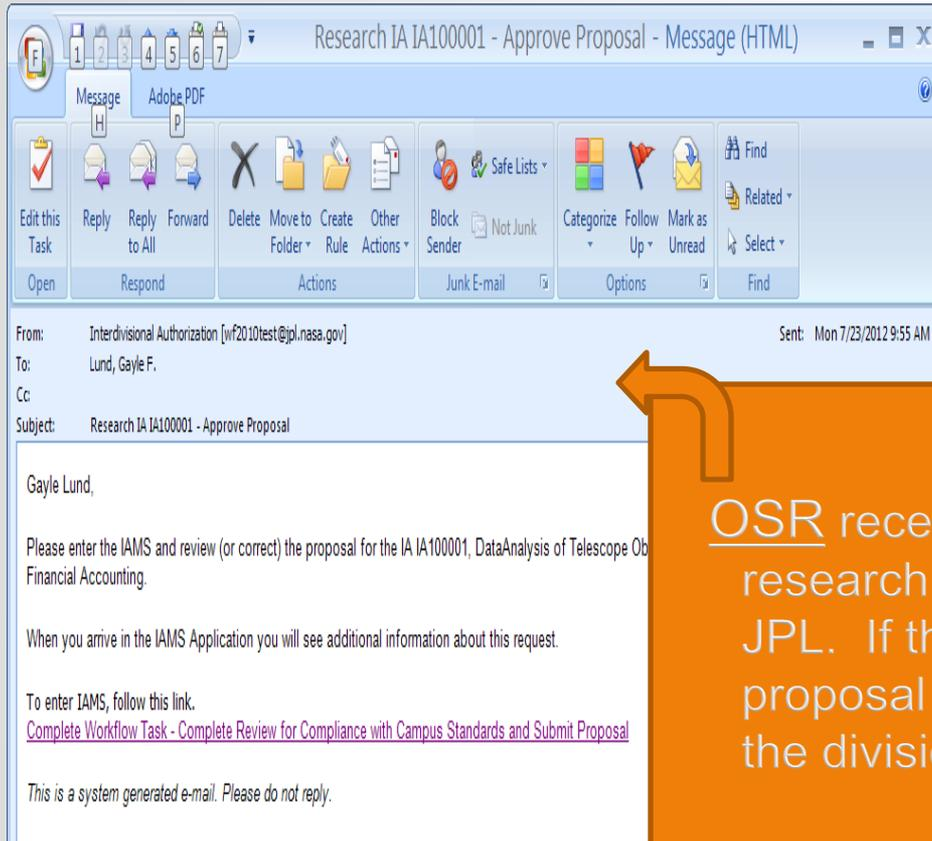 Research IA IA100001 - Approve Proposal - Message (HTML)
F 1 2 3 4 5 6 7
Message Adobe PDF
H P
Edit this Task
Reply
Reply to All
Forward
Delete
Move to Folder
Create Rule
Other Actions
Block Sender
Safe Lists
Not Junk
Categorize
Follow Up
Mark as Unread
Find
Related
Select
Open Respond Actions Junk E-mail Options Find
From: Interdivisional Authorization [wf2010test@jpl.nasa.gov] Sent: Mon 7/23/2012 9:55 AM
To: Lund, Gayle F.
Cc:
Subject: Research IA IA100001 - Approve Proposal
Gayle Lund,
Please enter the IAMS and review (or correct) the proposal for the IA IA100001, DataAnalysis of Telescope Ob
Financial Accounting.
When you arrive in the IAMS Application you will see additional information about this request.
To enter IAMS, follow this link.
Complete Workflow Task - Complete Review for Compliance with Campus Standards and Submit Proposal
This is a system generated e-mail. Please do not reply.
OSR rece
research
JPL. If th
proposal
the divisi